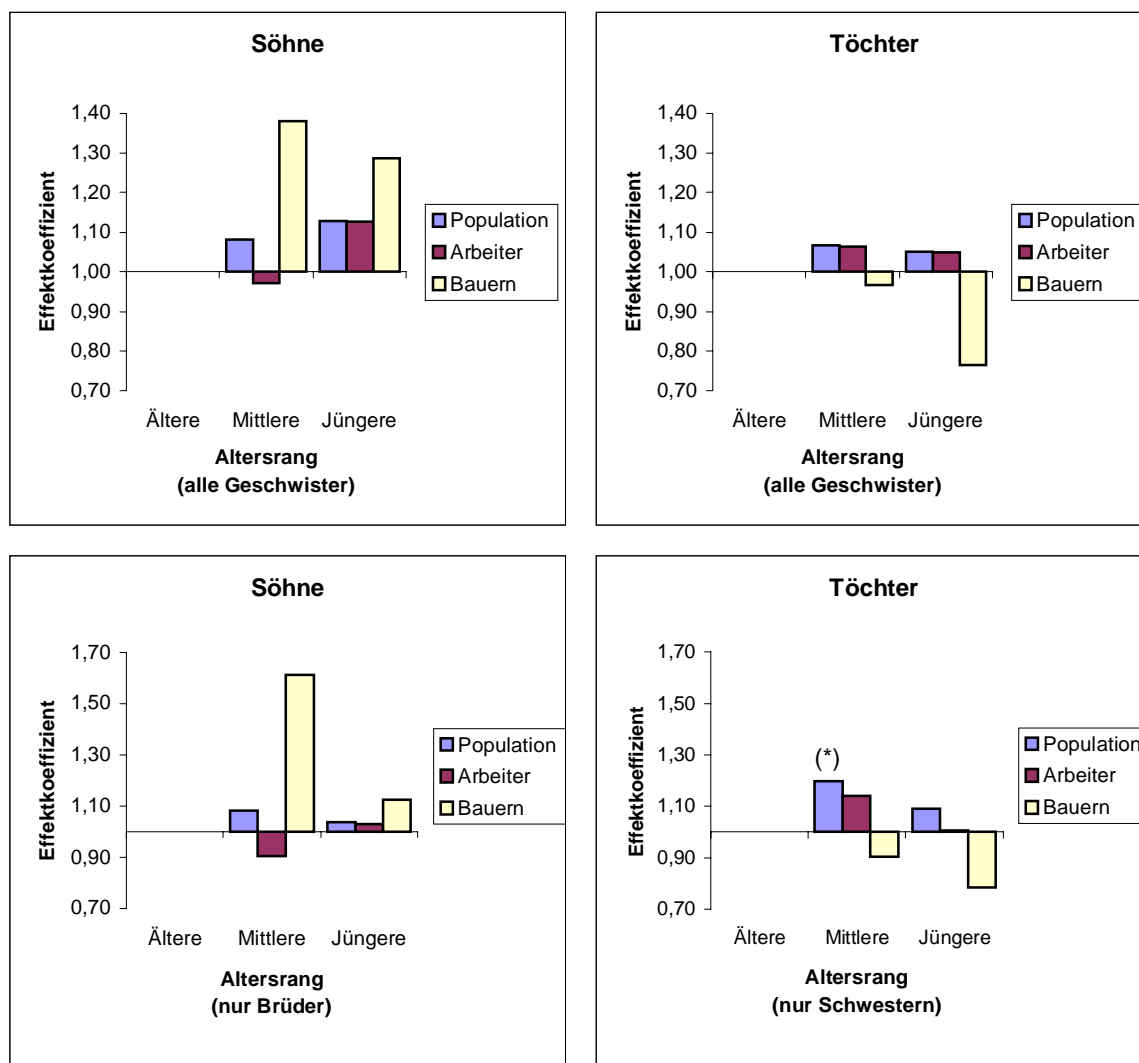 Söhne
1,40
1,30
1,20
1,10
1,00
0,90
0,80
0,70
Effektkoeffizient
Population
Arbeiter
Bauern
Ältere Mittlere Jüngere
Altersrang
(alle Geschwister)
Töchter
1,40
1,30
1,20
1,10
1,00
0,90
0,80
0,70
Effektkoeffizient
Population
Arbeiter
Bauern
Ältere Mittlere Jüngere
Altersrang
(alle Geschwister)
Söhne
1,70
1,50
1,30
1,10
0,90
0,70
Effektkoeffizient
Population
Arbeiter
Bauern
Ältere Mittlere Jüngere
Altersrang
(nur Brüder)
Töchter
1,70
1,50
1,30
1,10
0,90
0,70
Effektkoeffizient
(*)
Population
Arbeiter
Bauern
Ältere Mittlere Jüngere
Altersrang
(nur Schwestern)